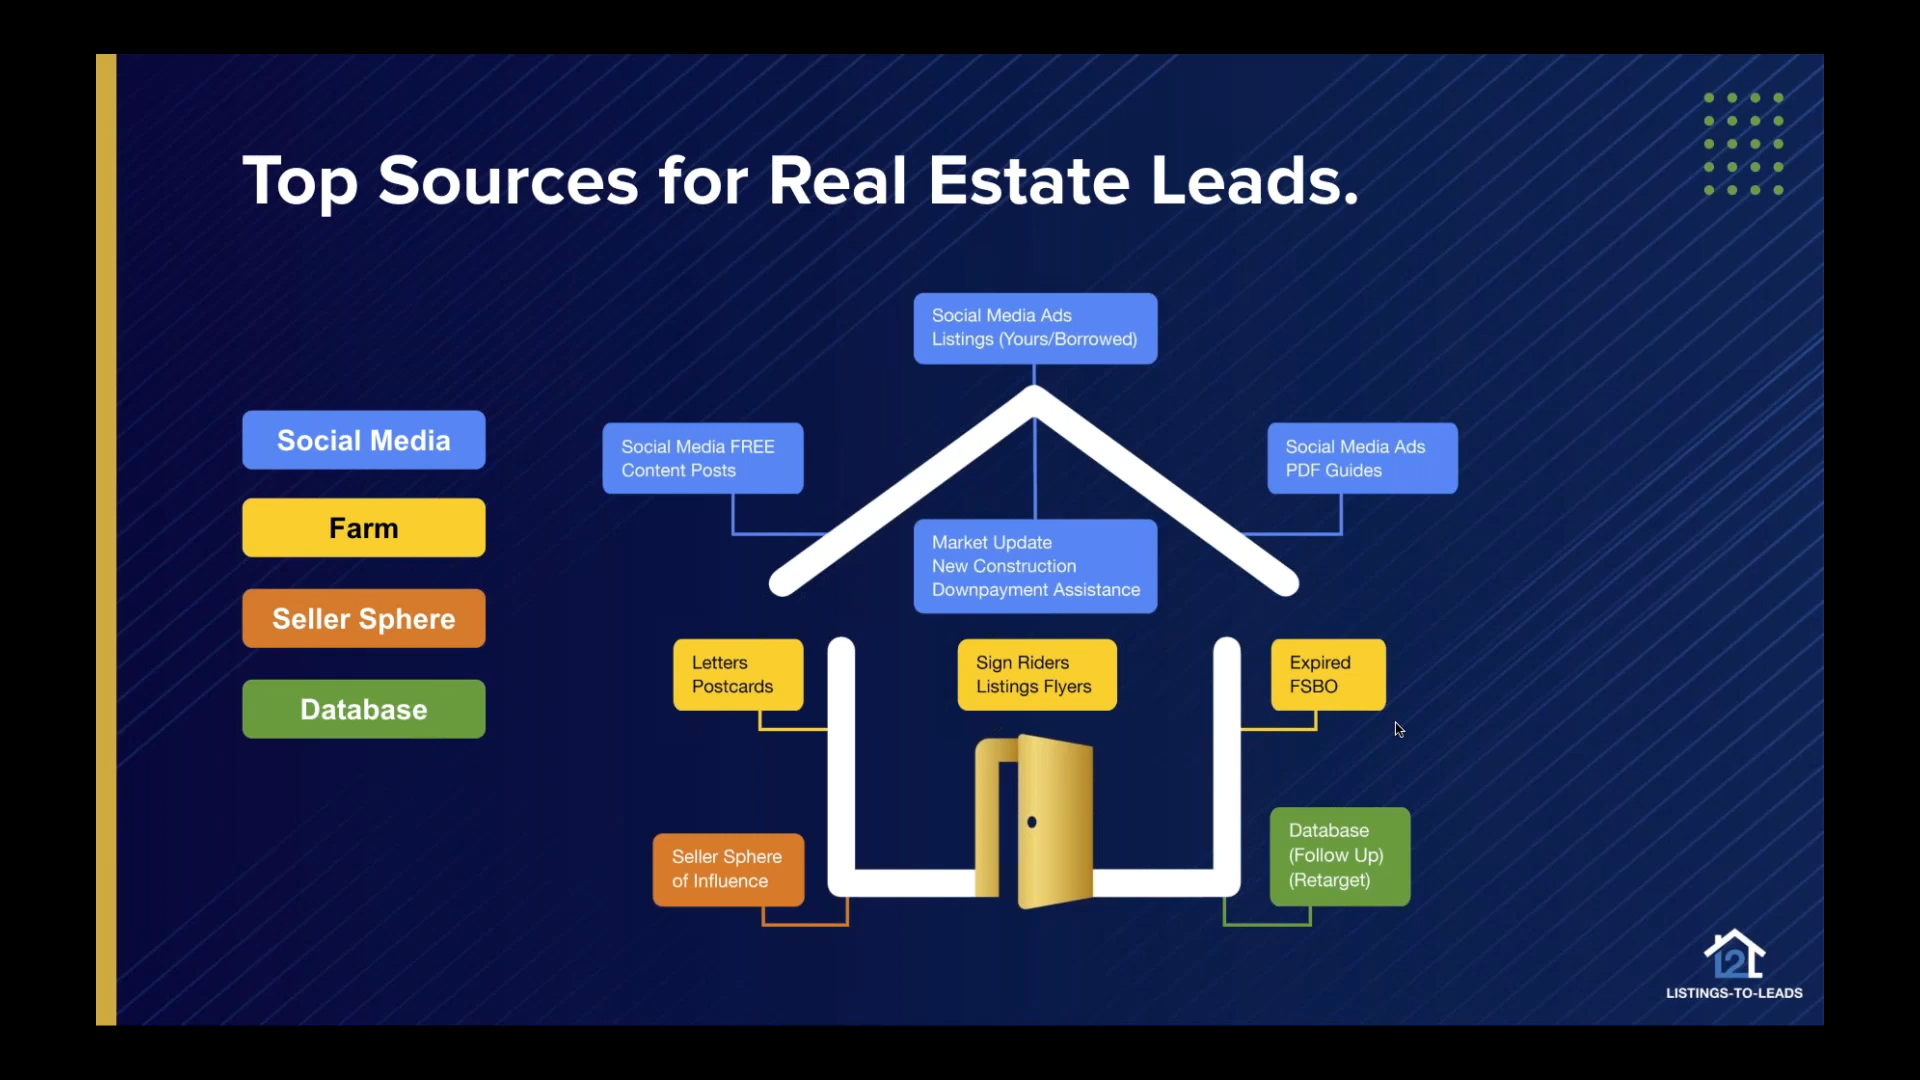 Top Sources for Real Estate Leads.
Social Media
Farm
Seller Sphere
Database
Social Media Ads
Listings (Yours/Borrowed)
Social Media FREE
Content Posts
Social Media Ads
PDF Guides
Market Update
New Construction
Downpayment Assistance
Letters
Postcards
Sign Riders
Listings Flyers
Expired
FSBO
Seller Sphere
of Influence
Database
(Follow Up)
(Retarget)
L2L
LISTINGS-TO-LEADS